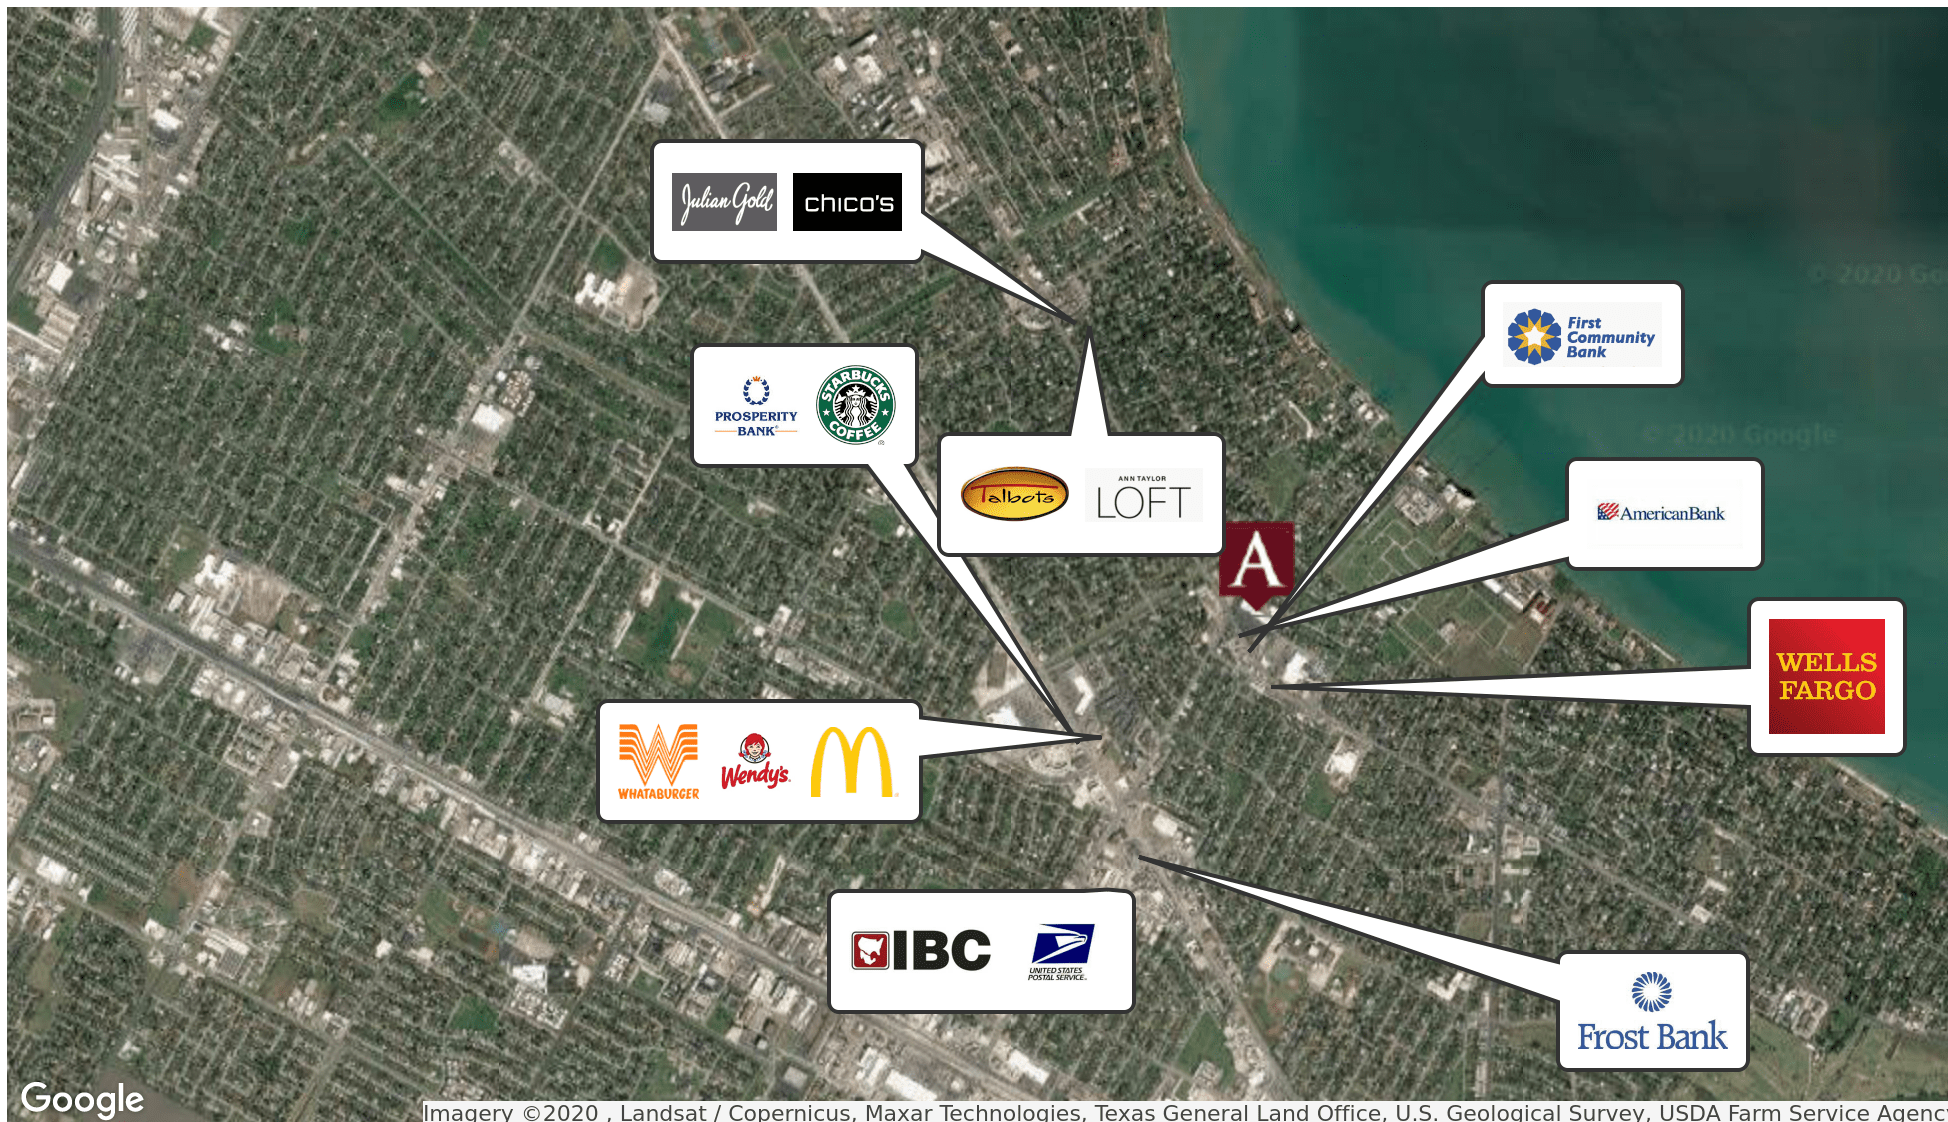 Julian Gold
chico's
© 2020 Go
First
Community
Bank
PROSPERITY
BANK®
STARBUCKS
COFFEE
®
© 2020 Google
Talbots
ANN TAYLOR
LOFT
AmericanBank
A
WELLS
FARGO
WHATABURGER
Wendy's
M
IBC
UNITED STATES
POSTAL SERVICE
Frost Bank
Google
Imagery ©2020 , Landsat / Copernicus, Maxar Technologies, Texas General Land Office, U.S. Geological Survey, USDA Farm Service Agency